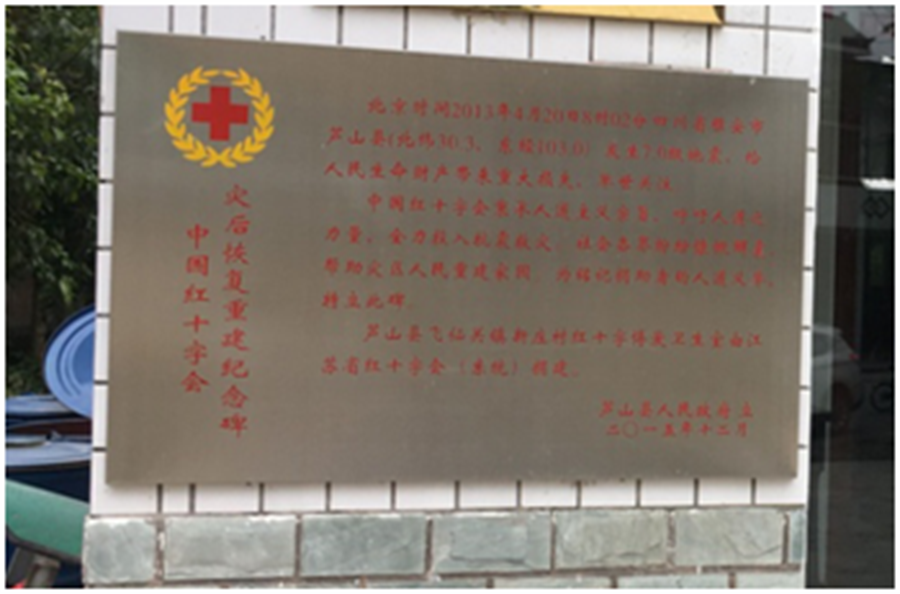 中国红十字会
灾后恢复重建纪念碑
北京时间2013年4月20日8时02分四川省雅安市
芦山县(北纬30.3，东经103.0)发生7.0级地震，给
人民生命财产带来重大损失，举世关注。
中国红十字会秉承人道主义宗旨，呼吁人道
力量，全力投入抗震救灾。社会各界纷纷
帮助灾区人民重建家园。为铭记捐助者的人道
特立此碑。
芦山县飞仙关镇新庄村红十字博爱卫生室由江
苏省红十字会（系统）援建。
芦山县人民政府立
二〇一五年十二月